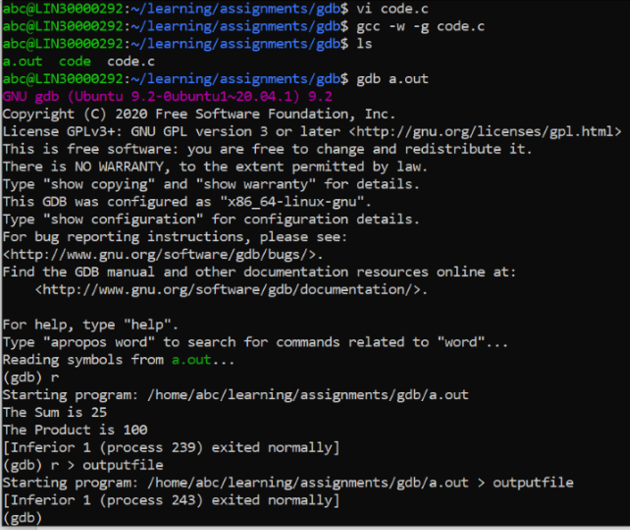 abc@LIN30000292:~/learning/assignments/gdb$ vi code.c
abc@LIN30000292:~/learning/assignments/gdb$ gcc -w -g code.c
abc@LIN30000292:~/learning/assignments/gdb$ ls
a.out  code  code.c
abc@LIN30000292:~/learning/assignments/gdb$ gdb a.out
GNU gdb (Ubuntu 9.2-0ubuntu1~20.04.1) 9.2
Copyright (C) 2020 Free Software Foundation, Inc.
License GPLv3+: GNU GPL version 3 or later <http://gnu.org/licenses/gpl.html>
This is free software: you are free to change and redistribute it.
There is NO WARRANTY, to the extent permitted by law.
Type "show copying" and "show warranty" for details.
This GDB was configured as "x86_64-linux-gnu".
Type "show configuration" for configuration details.
For bug reporting instructions, please see:
<http://www.gnu.org/software/gdb/bugs/>.
Find the GDB manual and other documentation resources online at:
    <http://www.gnu.org/software/gdb/documentation/>.

For help, type "help".
Type "apropos word" to search for commands related to "word"...
Reading symbols from a.out...
(gdb) r
Starting program: /home/abc/learning/assignments/gdb/a.out
The Sum is 25
The Product is 100
[Inferior 1 (process 239) exited normally]
(gdb) r > outputfile
Starting program: /home/abc/learning/assignments/gdb/a.out > outputfile
[Inferior 1 (process 243) exited normally]
(gdb)